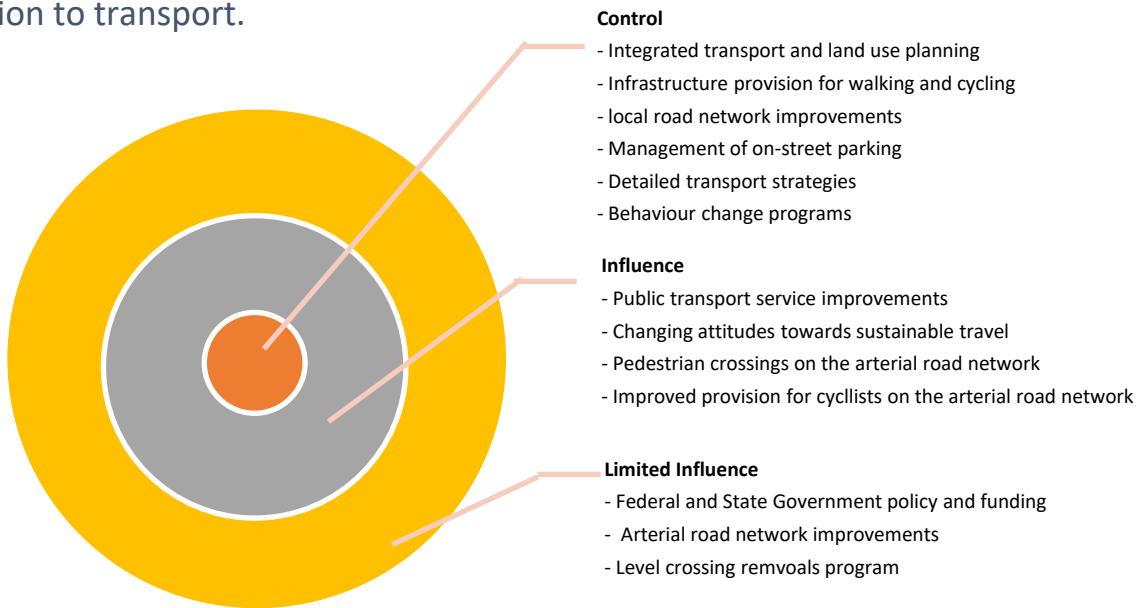 ion to transport.
Control
- Integrated transport and land use planning
- Infrastructure provision for walking and cycling
- local road network improvements
- Management of on-street parking
- Detailed transport strategies
- Behaviour change programs
Influence
- Public transport service improvements
- Changing attitudes towards sustainable travel
- Pedestrian crossings on the arterial road network
- Improved provision for cycllists on the arterial road network
Limited Influence
- Federal and State Government policy and funding
- Arterial road network improvements
- Level crossing remvoals program